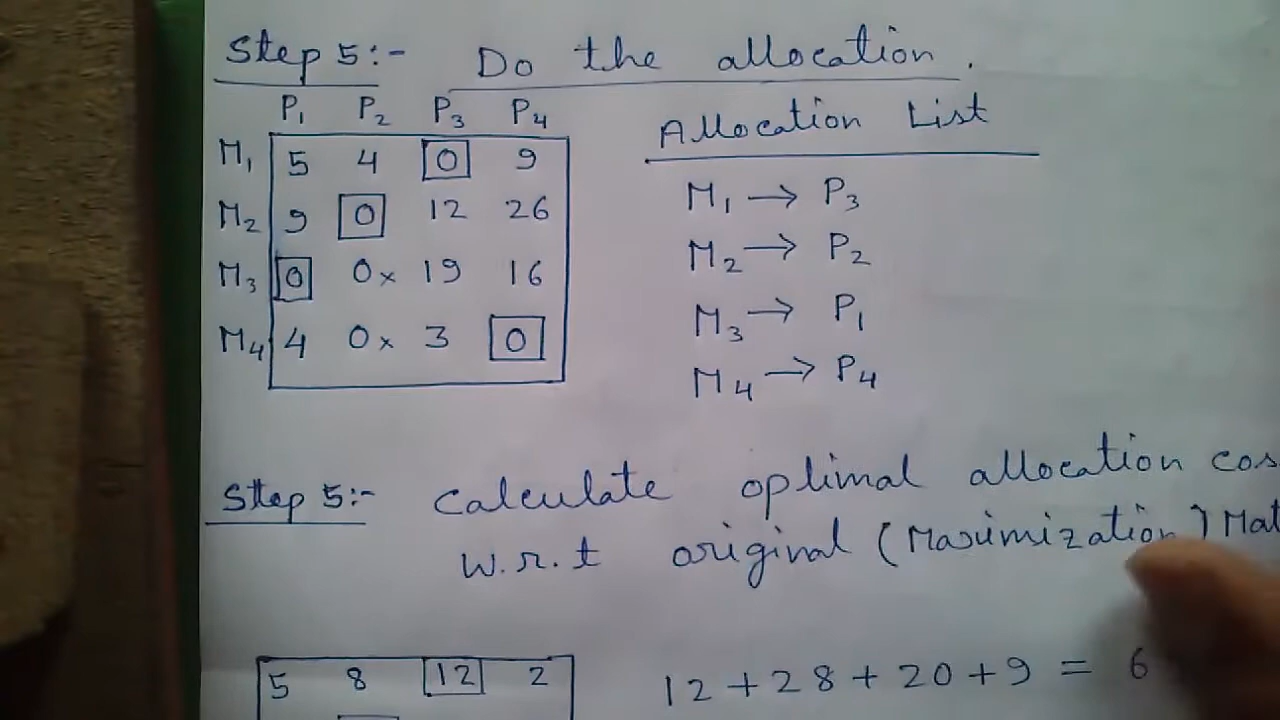 Step 5:- Do the allocation.
P1 P2 P3 P4
M1 5 4 0 9
M2 9 0 12 26
M3 0 0x 19 16
M4 4 0x 3 0
Allocation List
M1 → P3
M2 → P2
M3 → P1
M4 → P4
Step 5:- Calculate optimal allocation cos
w.r.t original (Maximization) Mat
5 8 12 2
12 + 28 + 20 + 9 = 6